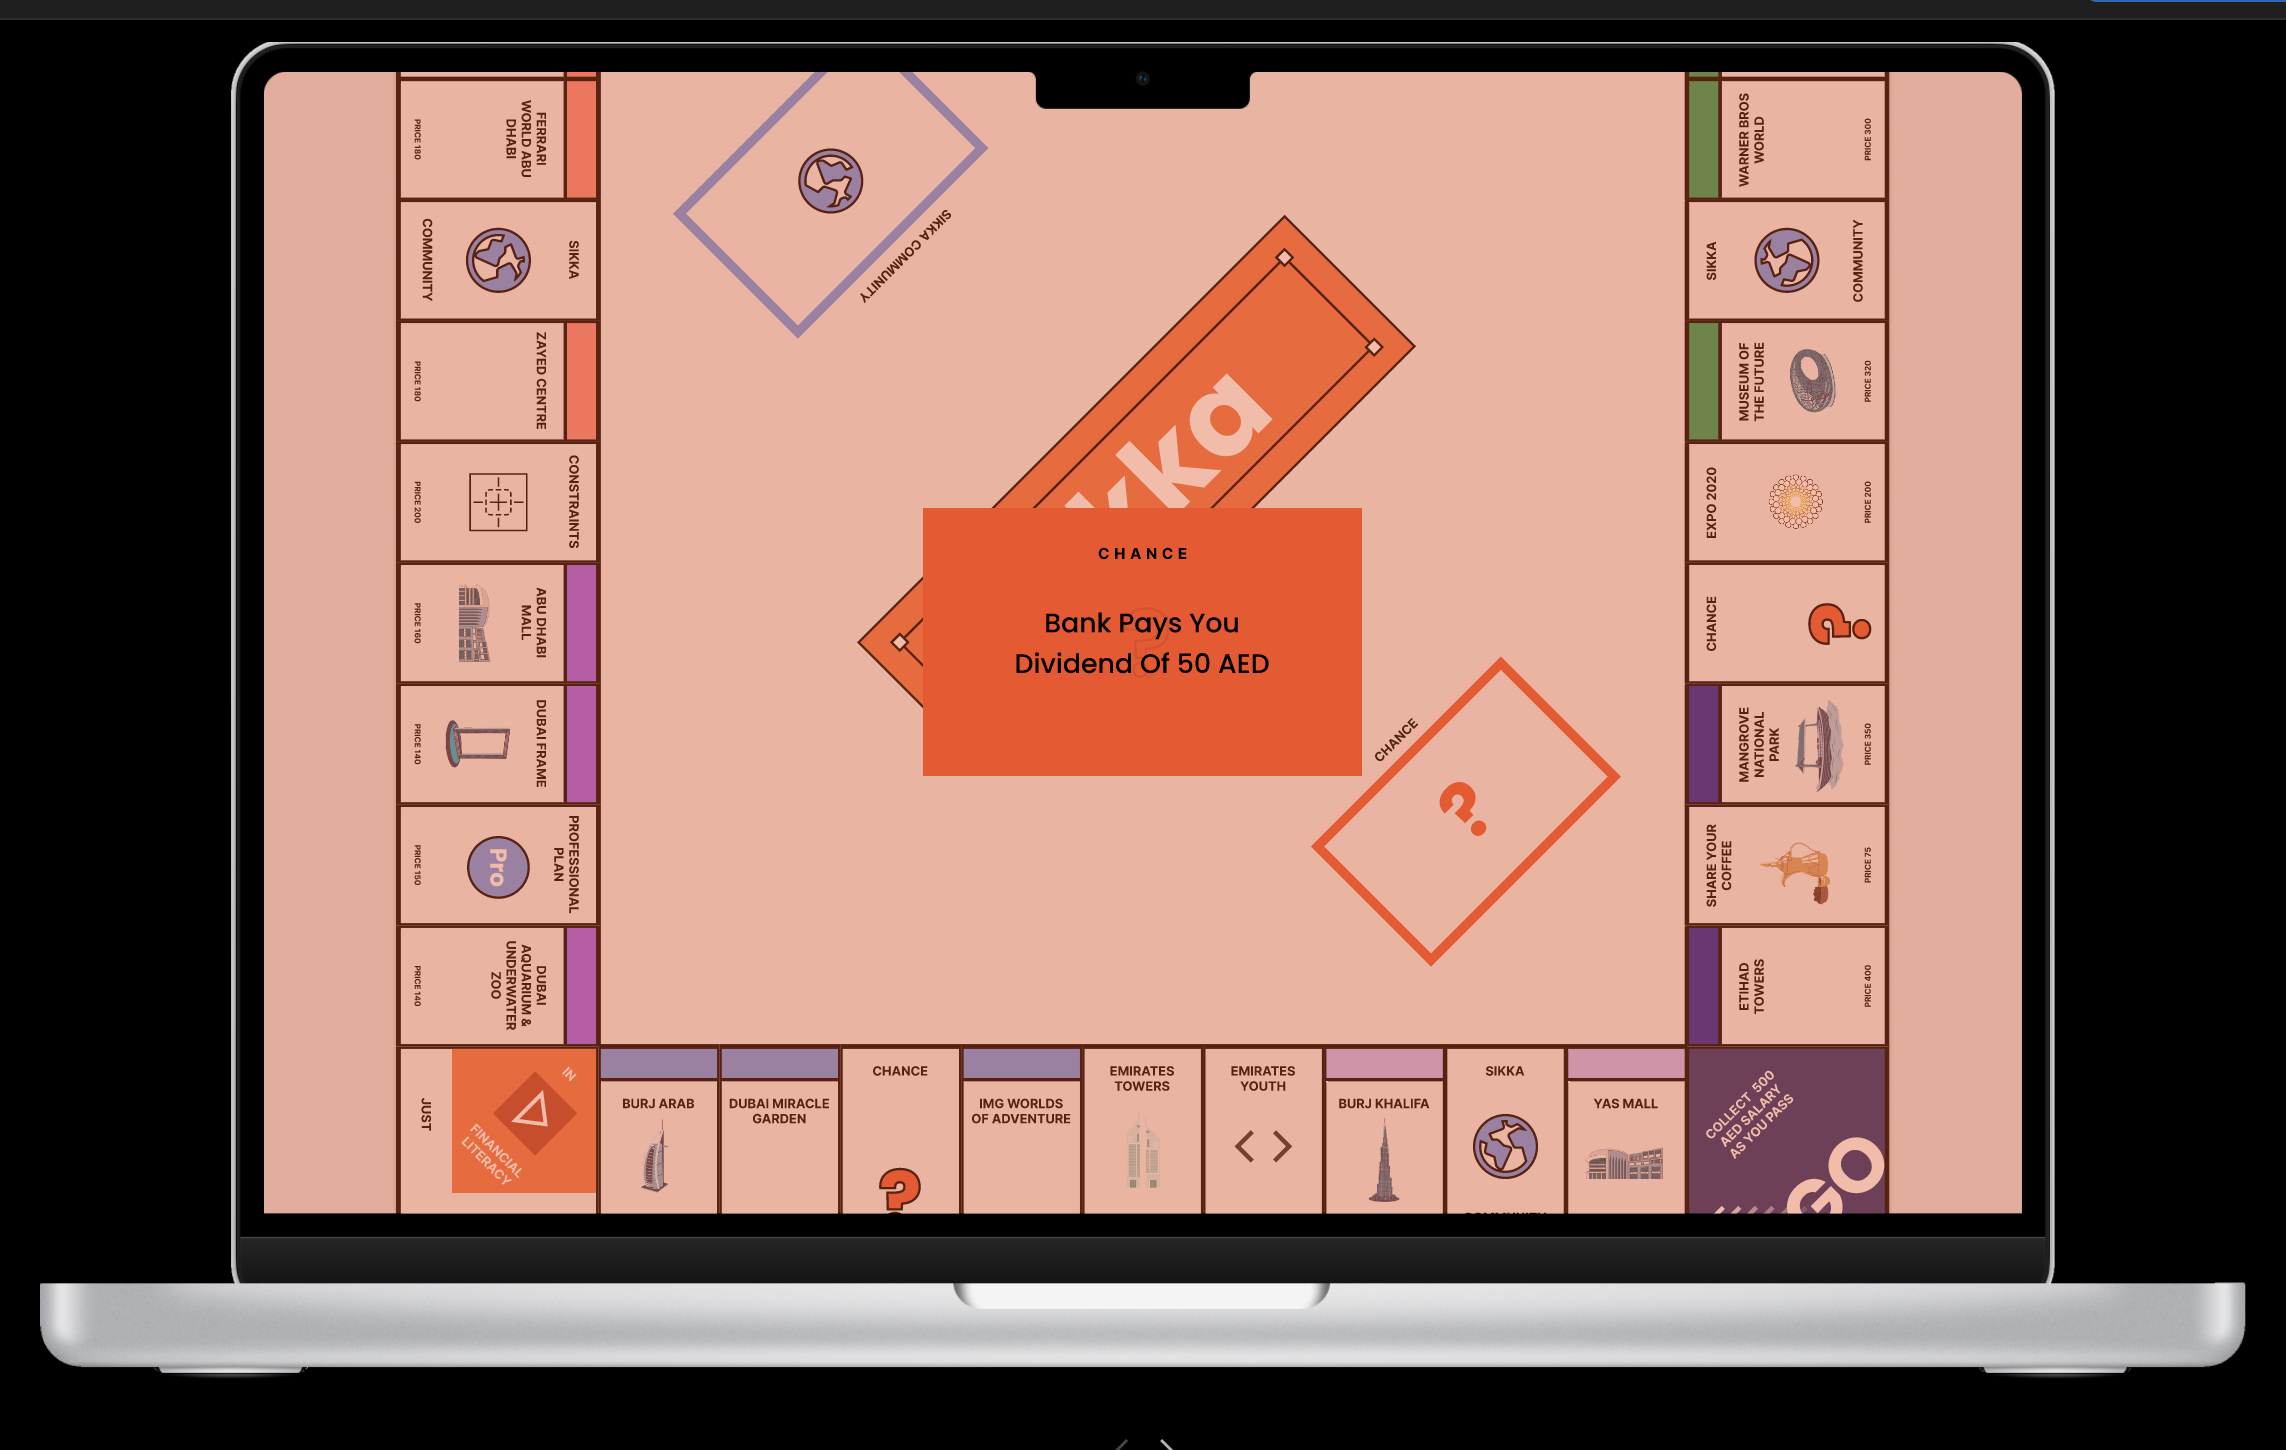 FERRARI
WORLD ABU
DHABI
PRICE 180
SIKKA
COMMUNITY
ZAYED CENTRE
PRICE 180
CONSTRAINTS
PRICE 200
ABU DHABI
MALL
PRICE 160
DUBAI FRAME
PRICE 140
PROFESSIONAL
PLAN
Pro
PRICE 150
DUBAI
AQUARIUM &
UNDERWATER
ZOO
PRICE 140
SIKKA COMMUNITY
kka
CHANCE
Bank Pays You
Dividend Of 50 AED
CHANCE
?
WARNER BROS
WORLD
PRICE 300
SIKKA
COMMUNITY
MUSEUM OF
THE FUTURE
PRICE 320
EXPO 2020
PRICE 200
CHANCE
?
MANGROVE
NATIONAL
PARK
PRICE 350
SHARE YOUR
COFFEE
PRICE 75
ETIHAD
TOWERS
PRICE 400
JUST
IN
FINANCIAL
LITERACY
BURJ ARAB
DUBAI MIRACLE
GARDEN
CHANCE
?
IMG WORLDS
OF ADVENTURE
EMIRATES
TOWERS
EMIRATES
YOUTH
BURJ KHALIFA
SIKKA
COMMUNITY
YAS MALL
COLLECT 500
AED SALARY
AS YOU PASS
GO